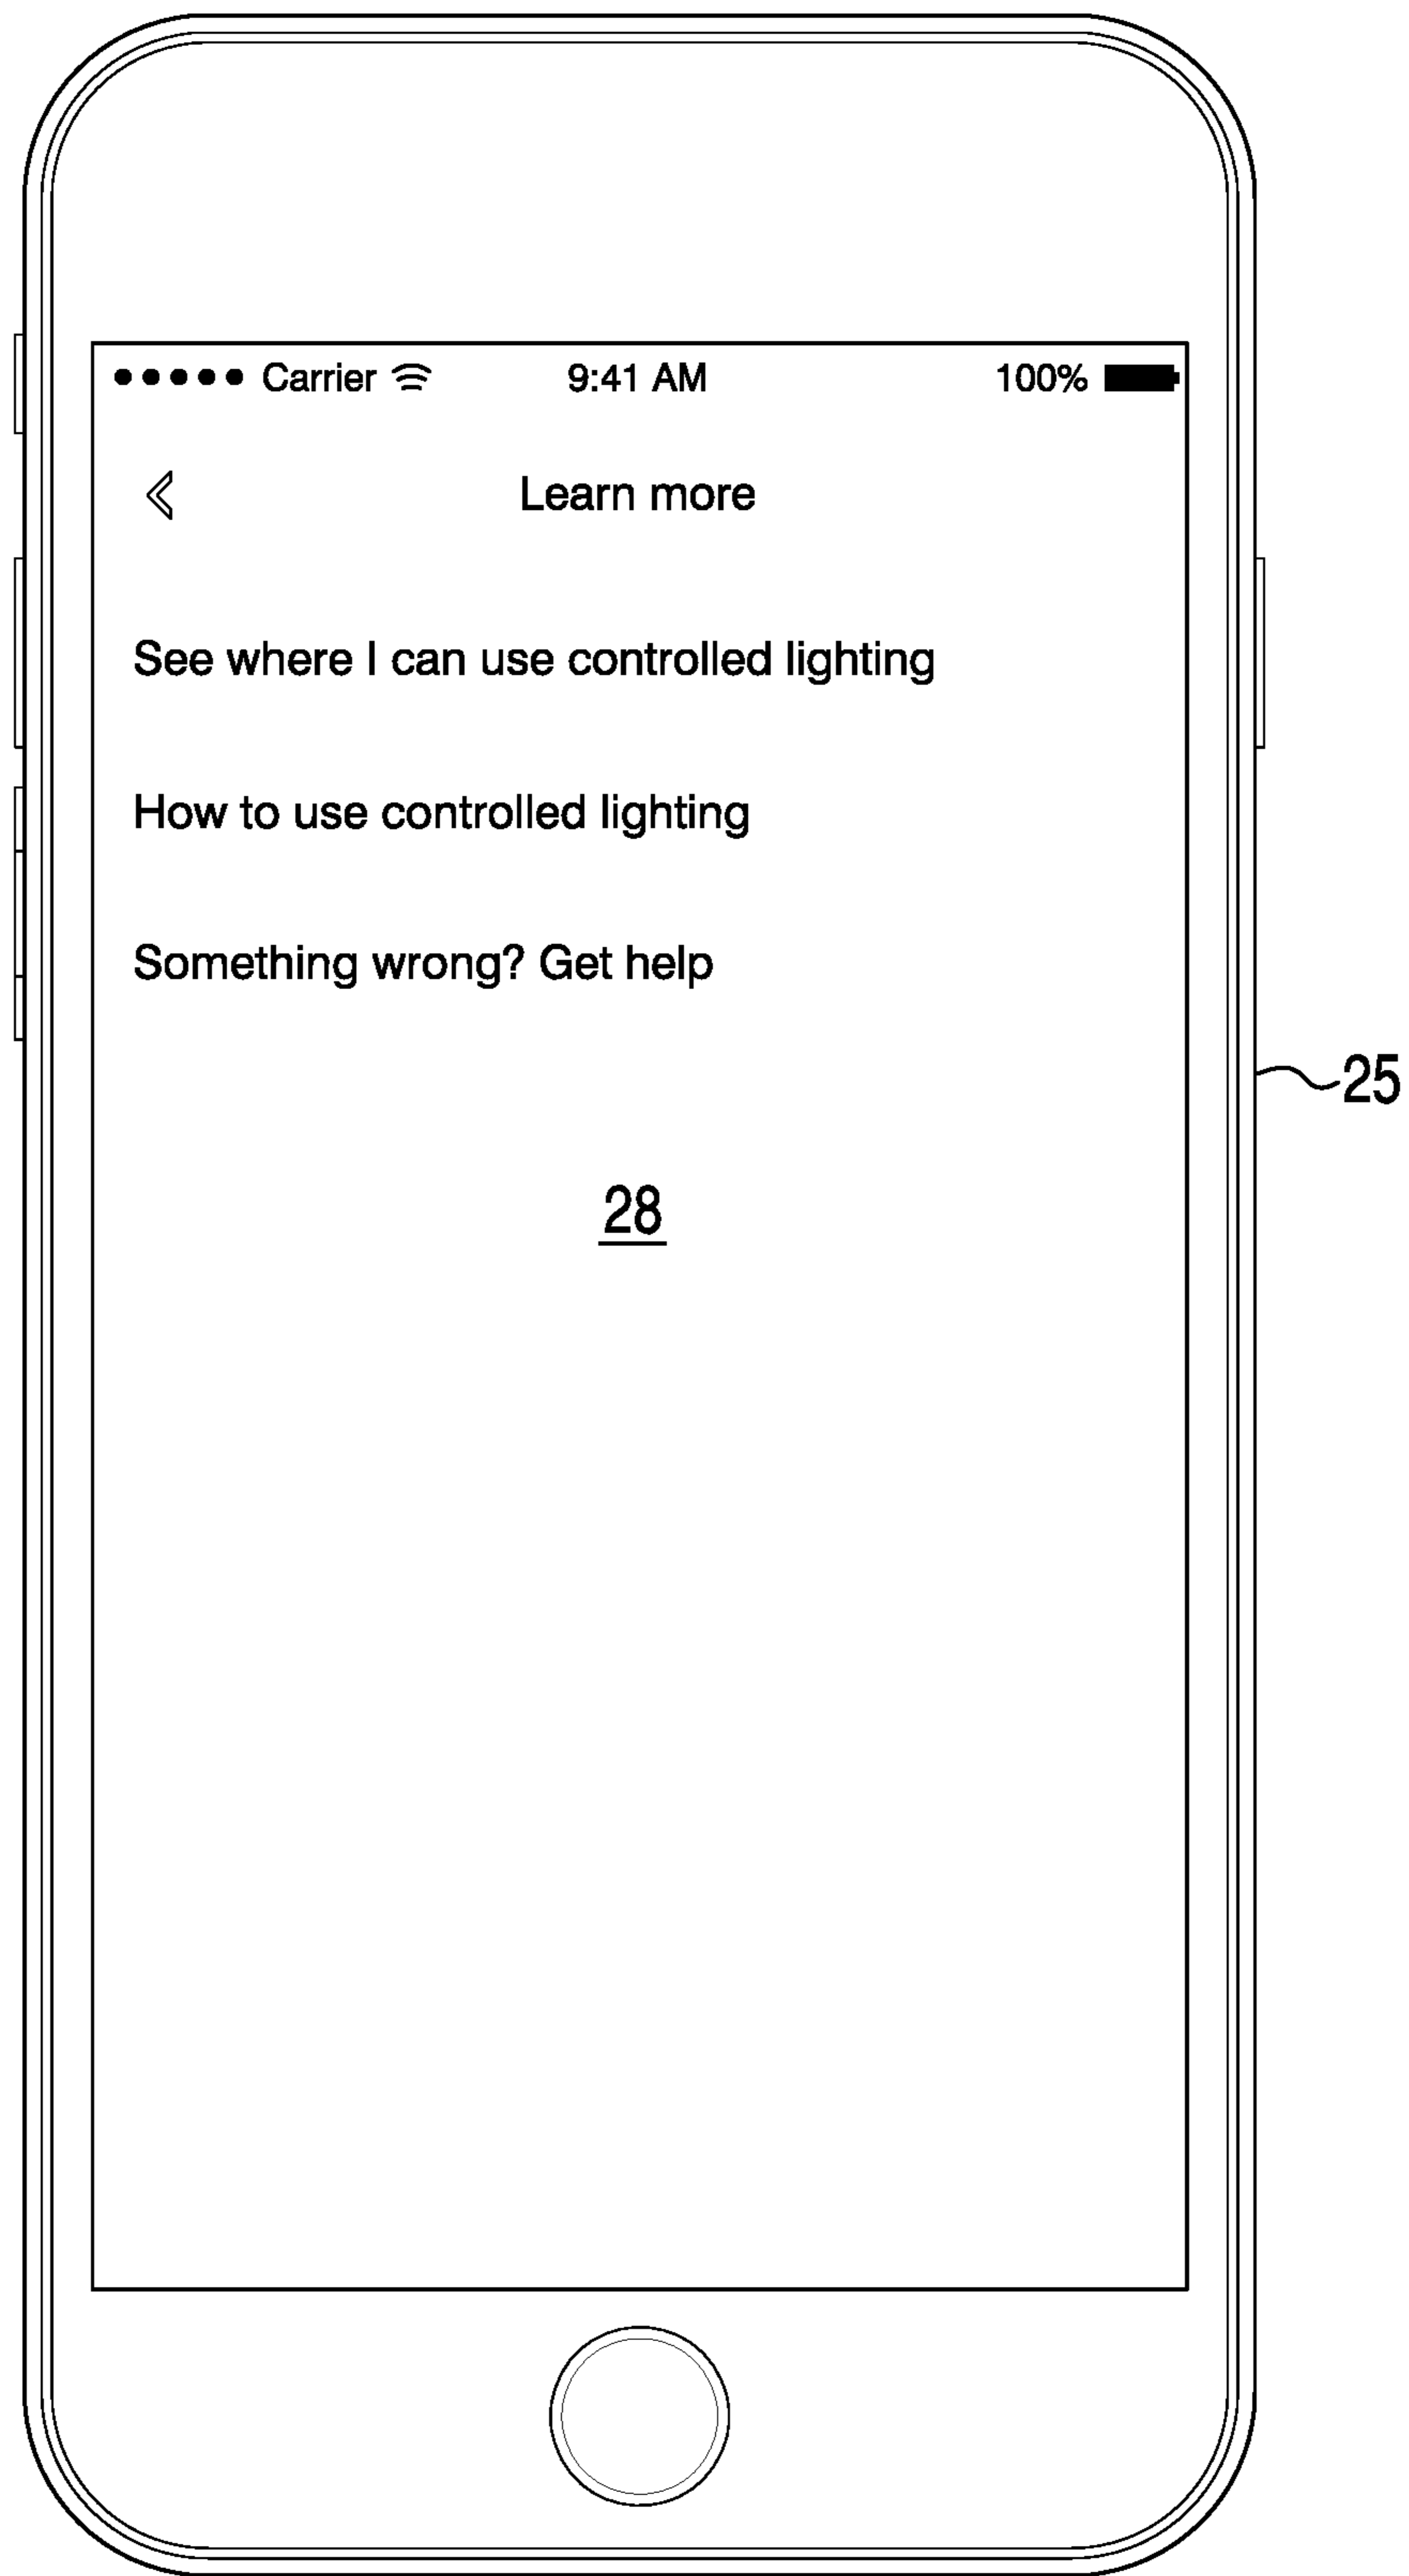 Carrier 9:41 AM 100%
Learn more
See where I can use controlled lighting
How to use controlled lighting
Something wrong? Get help
25
28